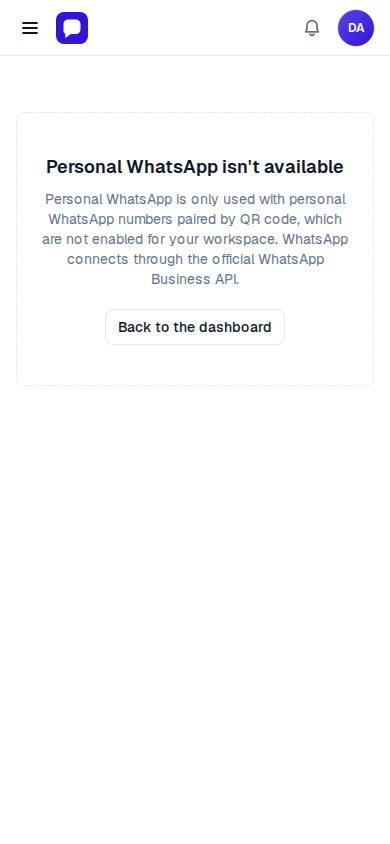 DA
Personal WhatsApp isn't available
Personal WhatsApp is only used with personal
WhatsApp numbers paired by QR code, which
are not enabled for your workspace. WhatsApp
connects through the official WhatsApp
Business API.
Back to the dashboard